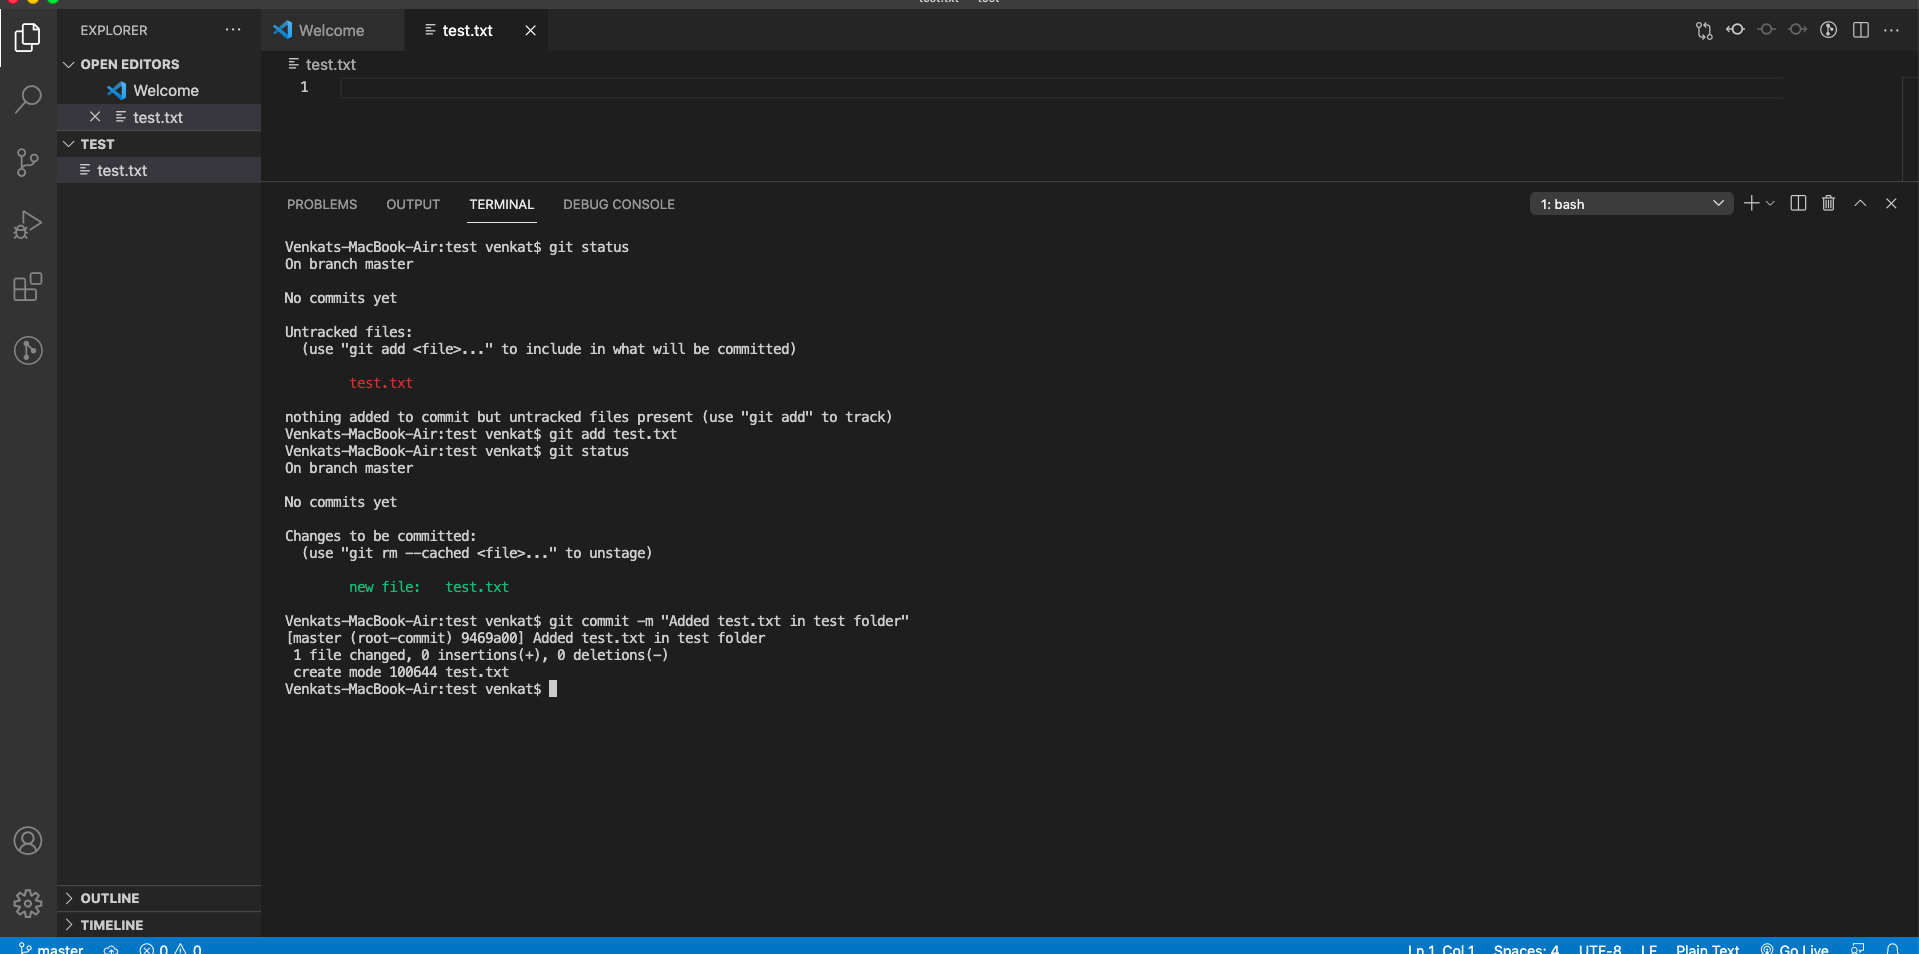 EXPLORER
OPEN EDITORS
Welcome
test.txt
TEST
test.txt
OUTLINE
TIMELINE
Welcome
test.txt
test.txt
1
PROBLEMS OUTPUT TERMINAL DEBUG CONSOLE
1: bash
Venkats-MacBook-Air:test venkat$ git status
On branch master
No commits yet
Untracked files:
(use "git add <file>..." to include in what will be committed)
test.txt
nothing added to commit but untracked files present (use "git add" to track)
Venkats-MacBook-Air:test venkat$ git add test.txt
Venkats-MacBook-Air:test venkat$ git status
On branch master
No commits yet
Changes to be committed:
(use "git rm --cached <file>..." to unstage)
new file: test.txt
Venkats-MacBook-Air:test venkat$ git commit -m "Added test.txt in test folder"
[master (root-commit) 9469a00] Added test.txt in test folder
1 file changed, 0 insertions(+), 0 deletions(-)
create mode 100644 test.txt
Venkats-MacBook-Air:test venkat$
master 0 0 Ln 1, Col 1 Spaces: 4 UTF-8 LF Plain Text Go Live